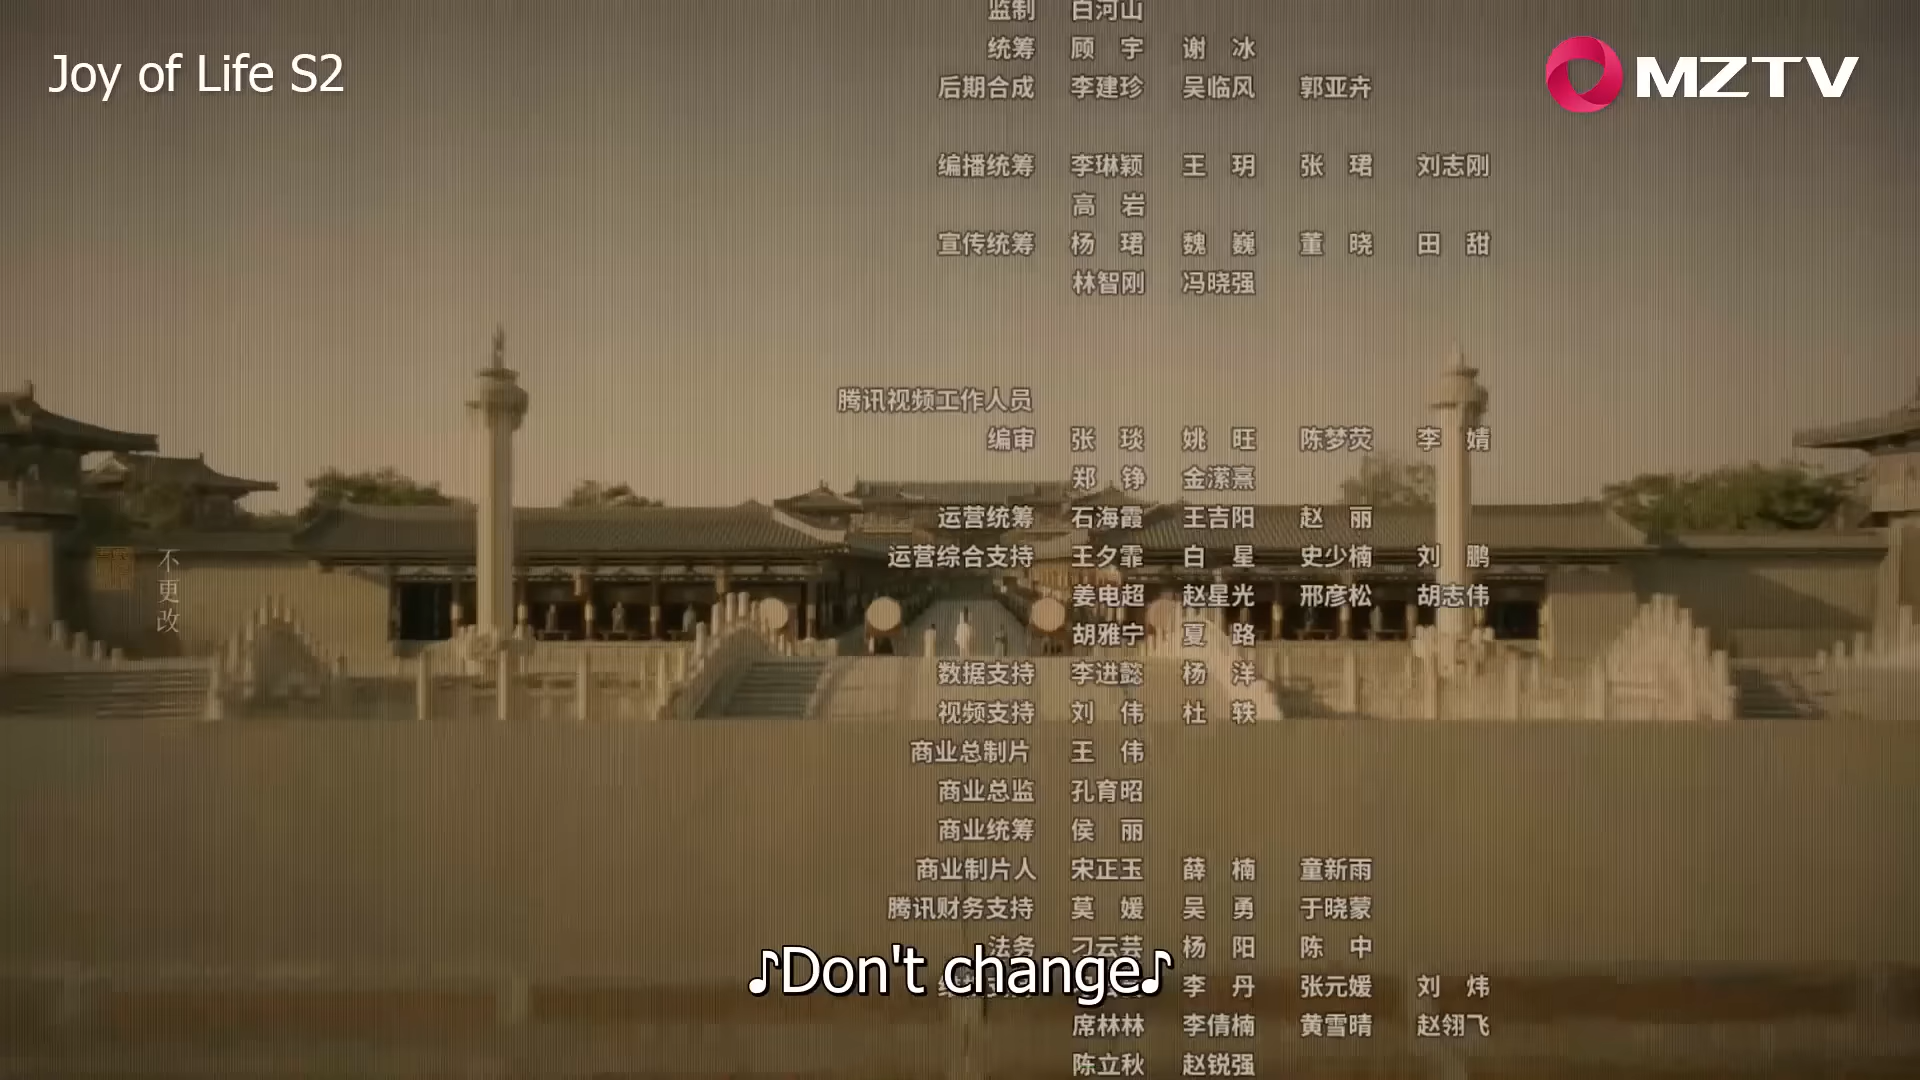 监制 白河山
Joy of Life S2
MZTV
统筹 顾宇 谢冰
后期合成 李建珍 吴临风 郭亚卉
编播统筹 李琳颖 王玥 张珺 刘志刚
高岩
宣传统筹 杨珺 魏巍 董晓 田甜
林智刚 冯晓强
腾讯视频工作人员
编审 张琰 姚旺 陈梦荧 李婧
郑铮 金潆熹
运营统筹 石海霞 王吉阳 赵丽
运营综合支持 王夕霏 白星 史少楠 刘鹏
不更改
姜电超 赵星光 邢彦松 胡志伟
胡雅宁 夏路
数据支持 李进懿 杨洋
视频支持 刘伟 杜轶
商业总制片 王伟
商业总监 孔育昭
商业统筹 侯丽
商业制片人 宋正玉 薛楠 童新雨
腾讯财务支持 莫媛 吴勇 于晓蒙
法务 刁云芸 杨阳 陈中
♪Don't change♪
李丹 张元媛 刘炜
席林林 李倩楠 黄雪晴 赵翎飞
陈立秋 赵锐强